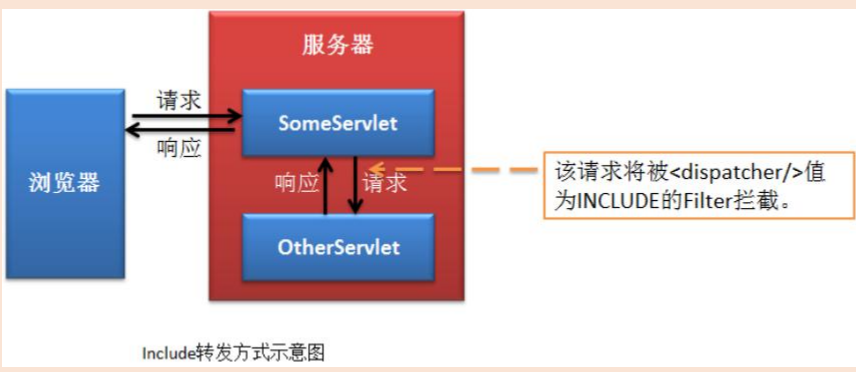 服务器
请求
SomeServlet
响应
浏览器
响应
请求
该请求将被<dispatcher/>值
为INCLUDE的Filter拦截。
OtherServlet
Include转发方式示意图